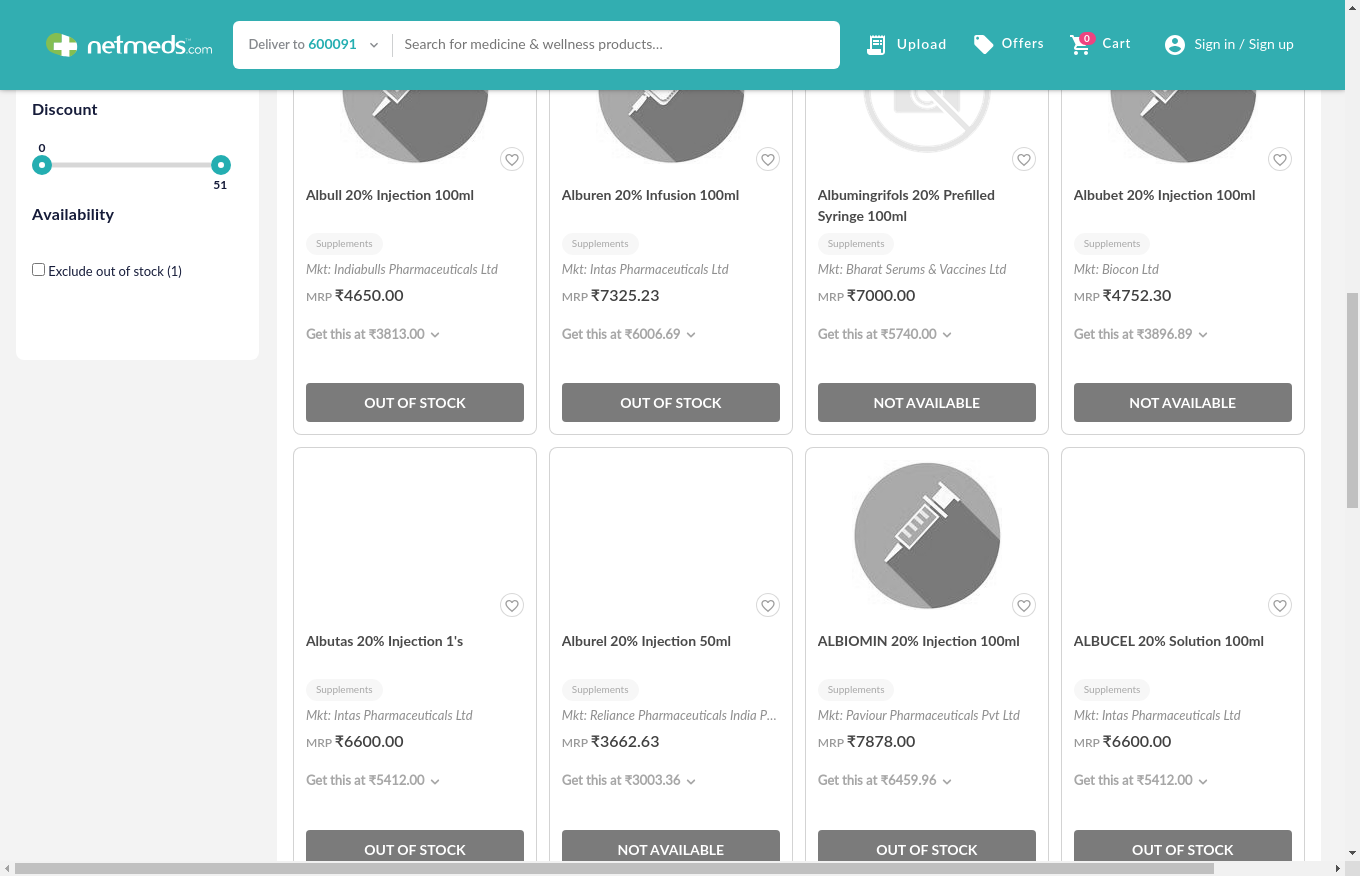 netmeds.com
Deliver to 600091
Search for medicine & wellness products...
Upload
Offers
0
Cart
Sign in / Sign up
Discount
0
51
Availability
Exclude out of stock (1)
Albull 20% Injection 100ml
Supplements
Mkt: Indiabulls Pharmaceuticals Ltd
MRP ₹4650.00
Get this at ₹3813.00
OUT OF STOCK
Alburen 20% Infusion 100ml
Supplements
Mkt: Intas Pharmaceuticals Ltd
MRP ₹7325.23
Get this at ₹6006.69
OUT OF STOCK
Albumingrifols 20% Prefilled
Syringe 100ml
Supplements
Mkt: Bharat Serums & Vaccines Ltd
MRP ₹7000.00
Get this at ₹5740.00
NOT AVAILABLE
Albubet 20% Injection 100ml
Supplements
Mkt: Biocon Ltd
MRP ₹4752.30
Get this at ₹3896.89
NOT AVAILABLE
Albutas 20% Injection 1's
Supplements
Mkt: Intas Pharmaceuticals Ltd
MRP ₹6600.00
Get this at ₹5412.00
OUT OF STOCK
Alburel 20% Injection 50ml
Supplements
Mkt: Reliance Pharmaceuticals India P...
MRP ₹3662.63
Get this at ₹3003.36
NOT AVAILABLE
ALBIOMIN 20% Injection 100ml
Supplements
Mkt: Paviour Pharmaceuticals Pvt Ltd
MRP ₹7878.00
Get this at ₹6459.96
OUT OF STOCK
ALBUCEL 20% Solution 100ml
Supplements
Mkt: Intas Pharmaceuticals Ltd
MRP ₹6600.00
Get this at ₹5412.00
OUT OF STOCK